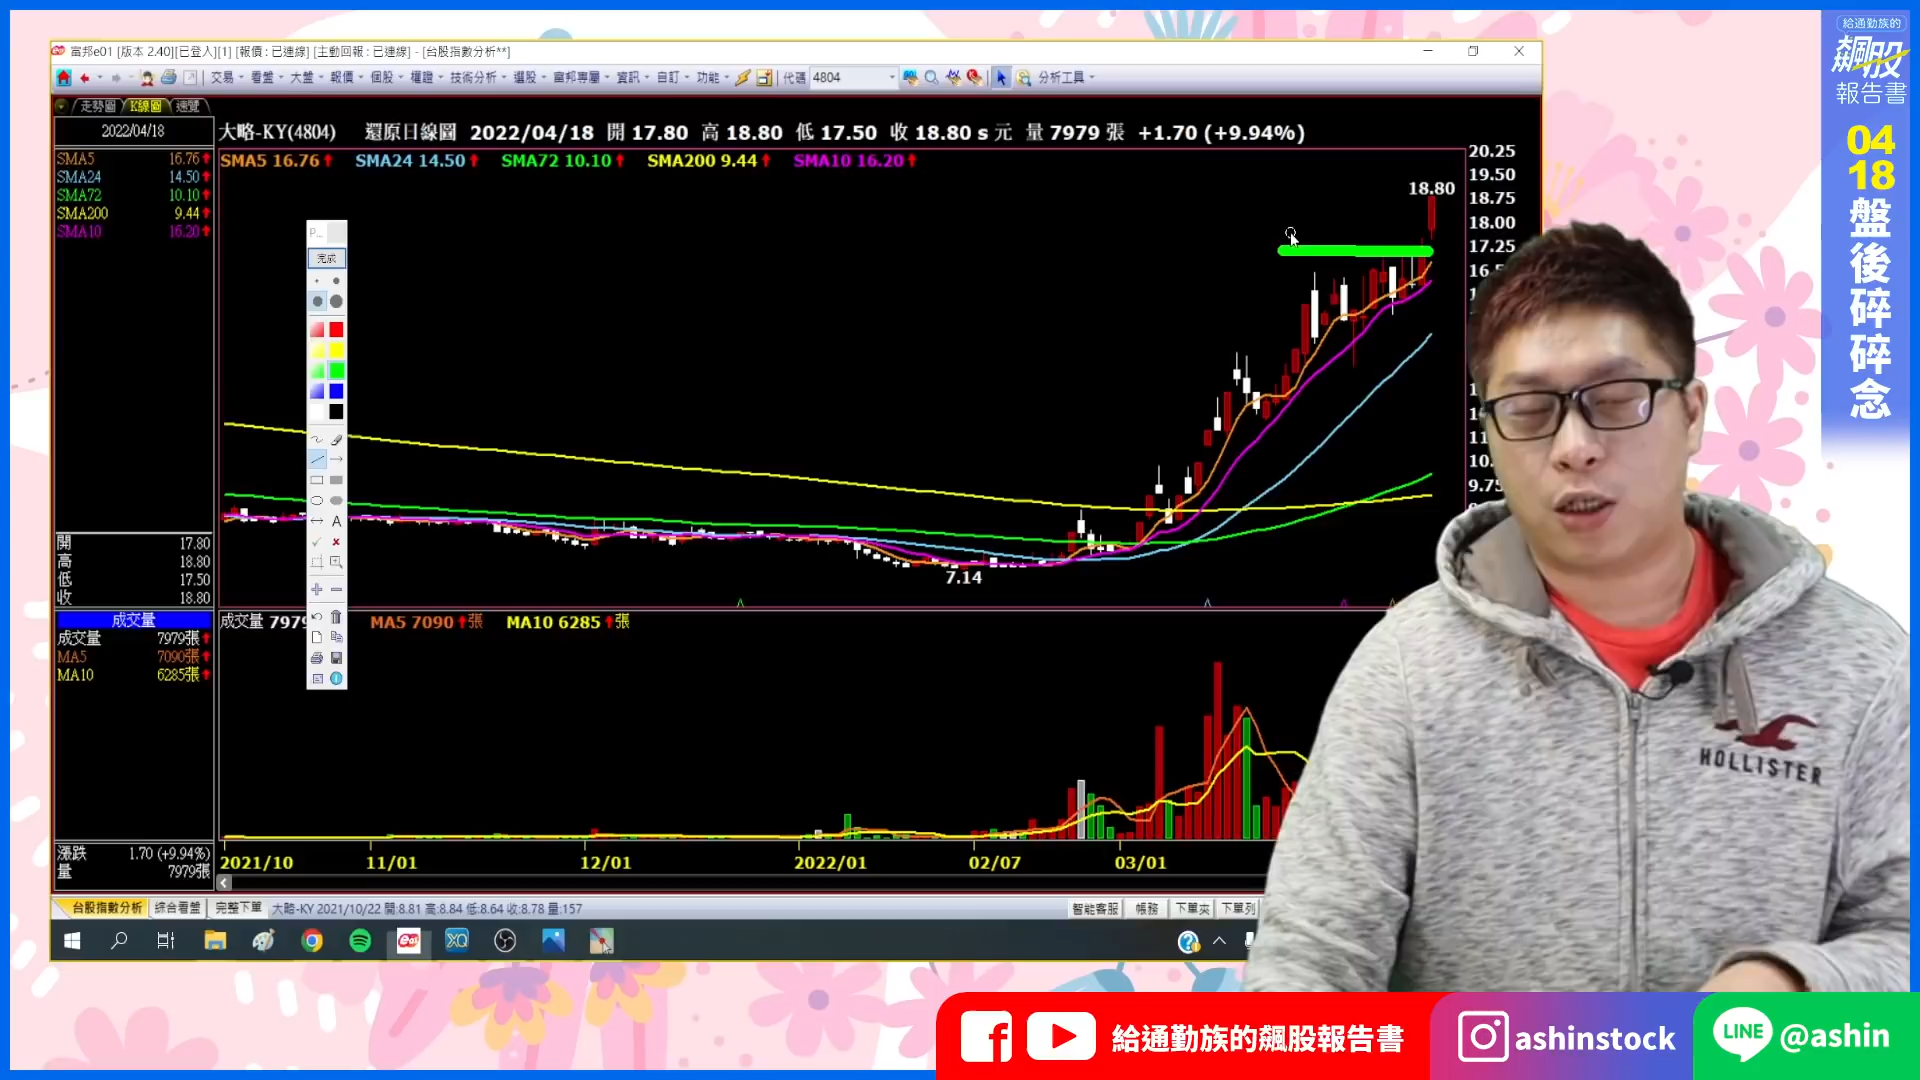 富邦e01 [版本 2.40][已登入][1] [報價 : 已連線] [主動回報 : 已連線] - [台股指數分析**]
交易 看盤 大盤 報價 個股 權證 技術分析 選股 富邦專屬 資訊 自訂 功能 代碼 4804 分析工具
走勢圖 K線圖 速覽
2022/04/18
大略-KY(4804) 還原日線圖 2022/04/18 開 17.80 高 18.80 低 17.50 收 18.80 s 元 量 7979 張 +1.70 (+9.94%)
SMA5 16.76 SMA24 14.50 SMA72 10.10 SMA200 9.44 SMA10 16.20
SMA5 16.76
SMA24 14.50
SMA72 10.10
SMA200 9.44
SMA10 16.20
20.25
19.50
18.75
18.00
17.25
18.80
7.14
10.
9.75
完成
A
開 17.80
高 18.80
低 17.50
收 18.80
成交量
成交量 7979張
MA5 7090張
MA10 6285張
成交量 797
MA5 7090 張 MA10 6285 張
漲跌 1.70 (+9.94%)
量 7979張
2021/10 11/01 12/01 2022/01 02/07 03/01
台股指數分析 綜合看盤 完整下單 大略-KY 2021/10/22 開:8.81 高:8.84 低:8.64 收:8.78 量:157
智能客服 帳務 下單夾 下單列
XQ
給通勤族的
飆股
報告書
04
18
盤後碎碎念
HOLLISTER
給通勤族的飆股報告書
ashinstock
LINE
@ashin